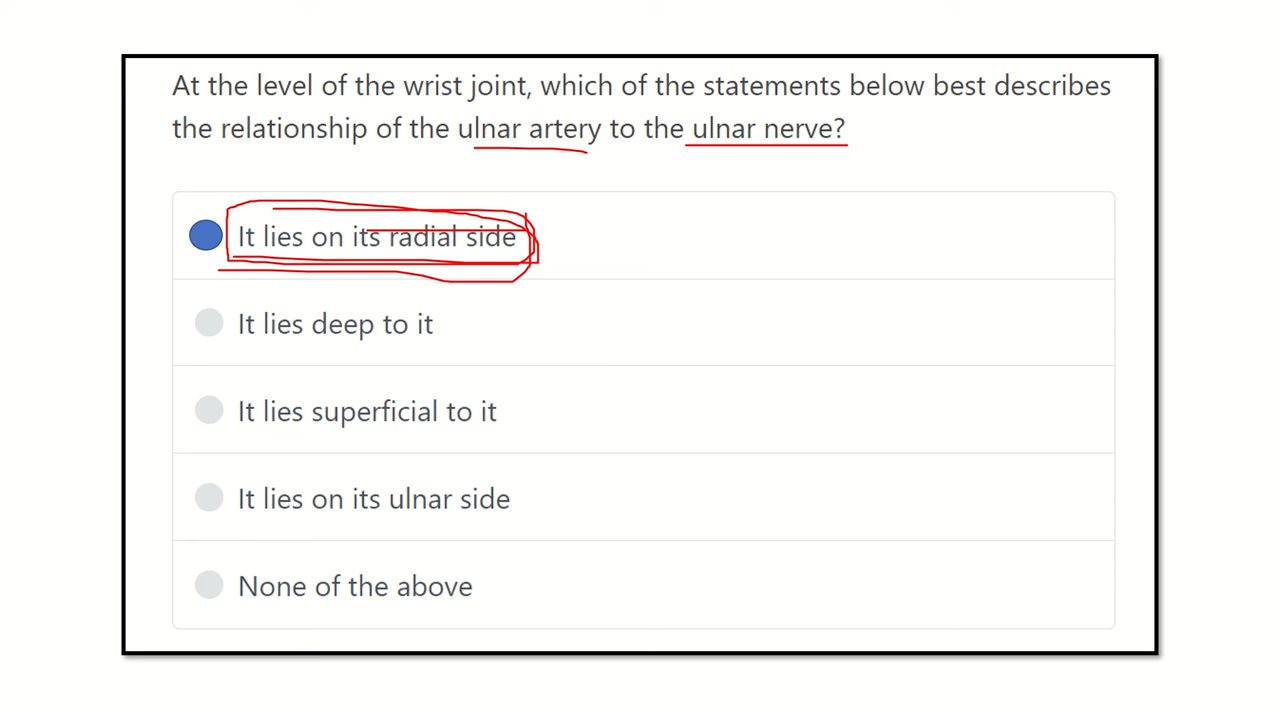 At the level of the wrist joint, which of the statements below best describes
the relationship of the ulnar artery to the ulnar nerve?
It lies on its radial side
It lies deep to it
It lies superficial to it
It lies on its ulnar side
None of the above